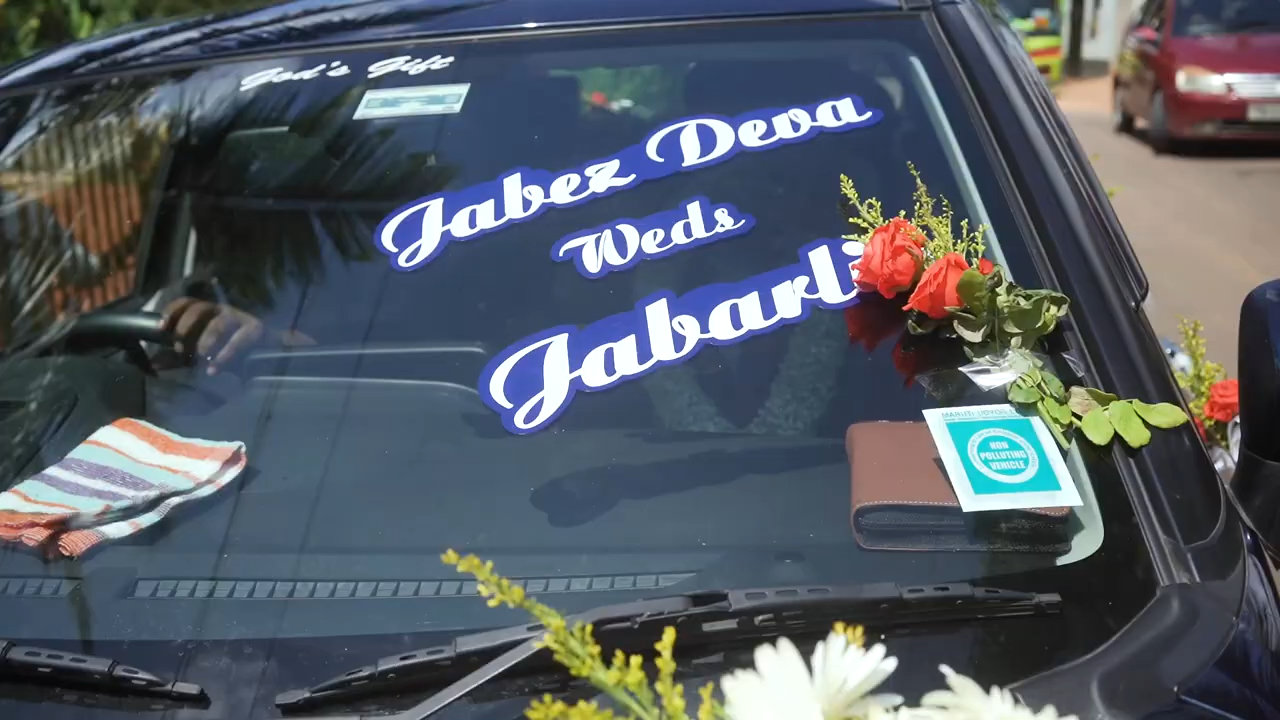 God's Gift
Jabez Deva
Weds
Jabarli
NON
POLLUTING
VEHICLE